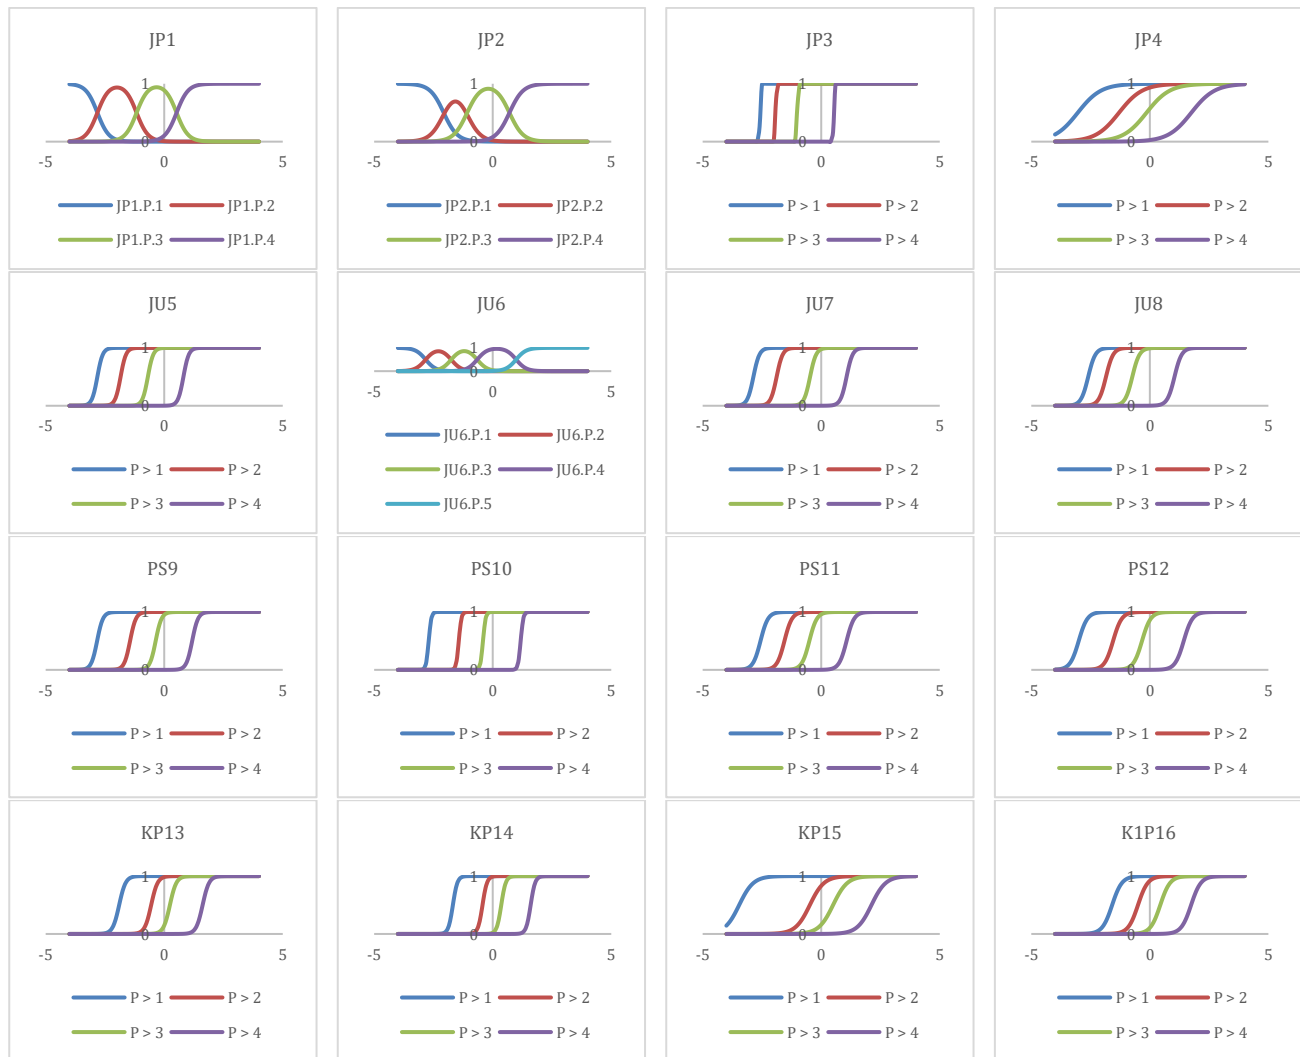 JP1
1
0
-5 0 5
JP1.P.1 JP1.P.2
JP1.P.3 JP1.P.4
JP2
1
0
-5 0 5
JP2.P.1 JP2.P.2
JP2.P.3 JP2.P.4
JP3
1
0
-5 0 5
P > 1 P > 2
P > 3 P > 4
JP4
1
0
-5 0 5
P > 1 P > 2
P > 3 P > 4
JU5
1
0
-5 0 5
P > 1 P > 2
P > 3 P > 4
JU6
1
0
-5 0 5
JU6.P.1 JU6.P.2
JU6.P.3 JU6.P.4
JU6.P.5
JU7
1
0
-5 0 5
P > 1 P > 2
P > 3 P > 4
JU8
1
0
-5 0 5
P > 1 P > 2
P > 3 P > 4
PS9
1
0
-5 0 5
P > 1 P > 2
P > 3 P > 4
PS10
1
0
-5 0 5
P > 1 P > 2
P > 3 P > 4
PS11
1
0
-5 0 5
P > 1 P > 2
P > 3 P > 4
PS12
1
0
-5 0 5
P > 1 P > 2
P > 3 P > 4
KP13
1
0
-5 0 5
P > 1 P > 2
P > 3 P > 4
KP14
1
0
-5 0 5
P > 1 P > 2
P > 3 P > 4
KP15
1
0
-5 0 5
P > 1 P > 2
P > 3 P > 4
K1P16
1
0
-5 0 5
P > 1 P > 2
P > 3 P > 4